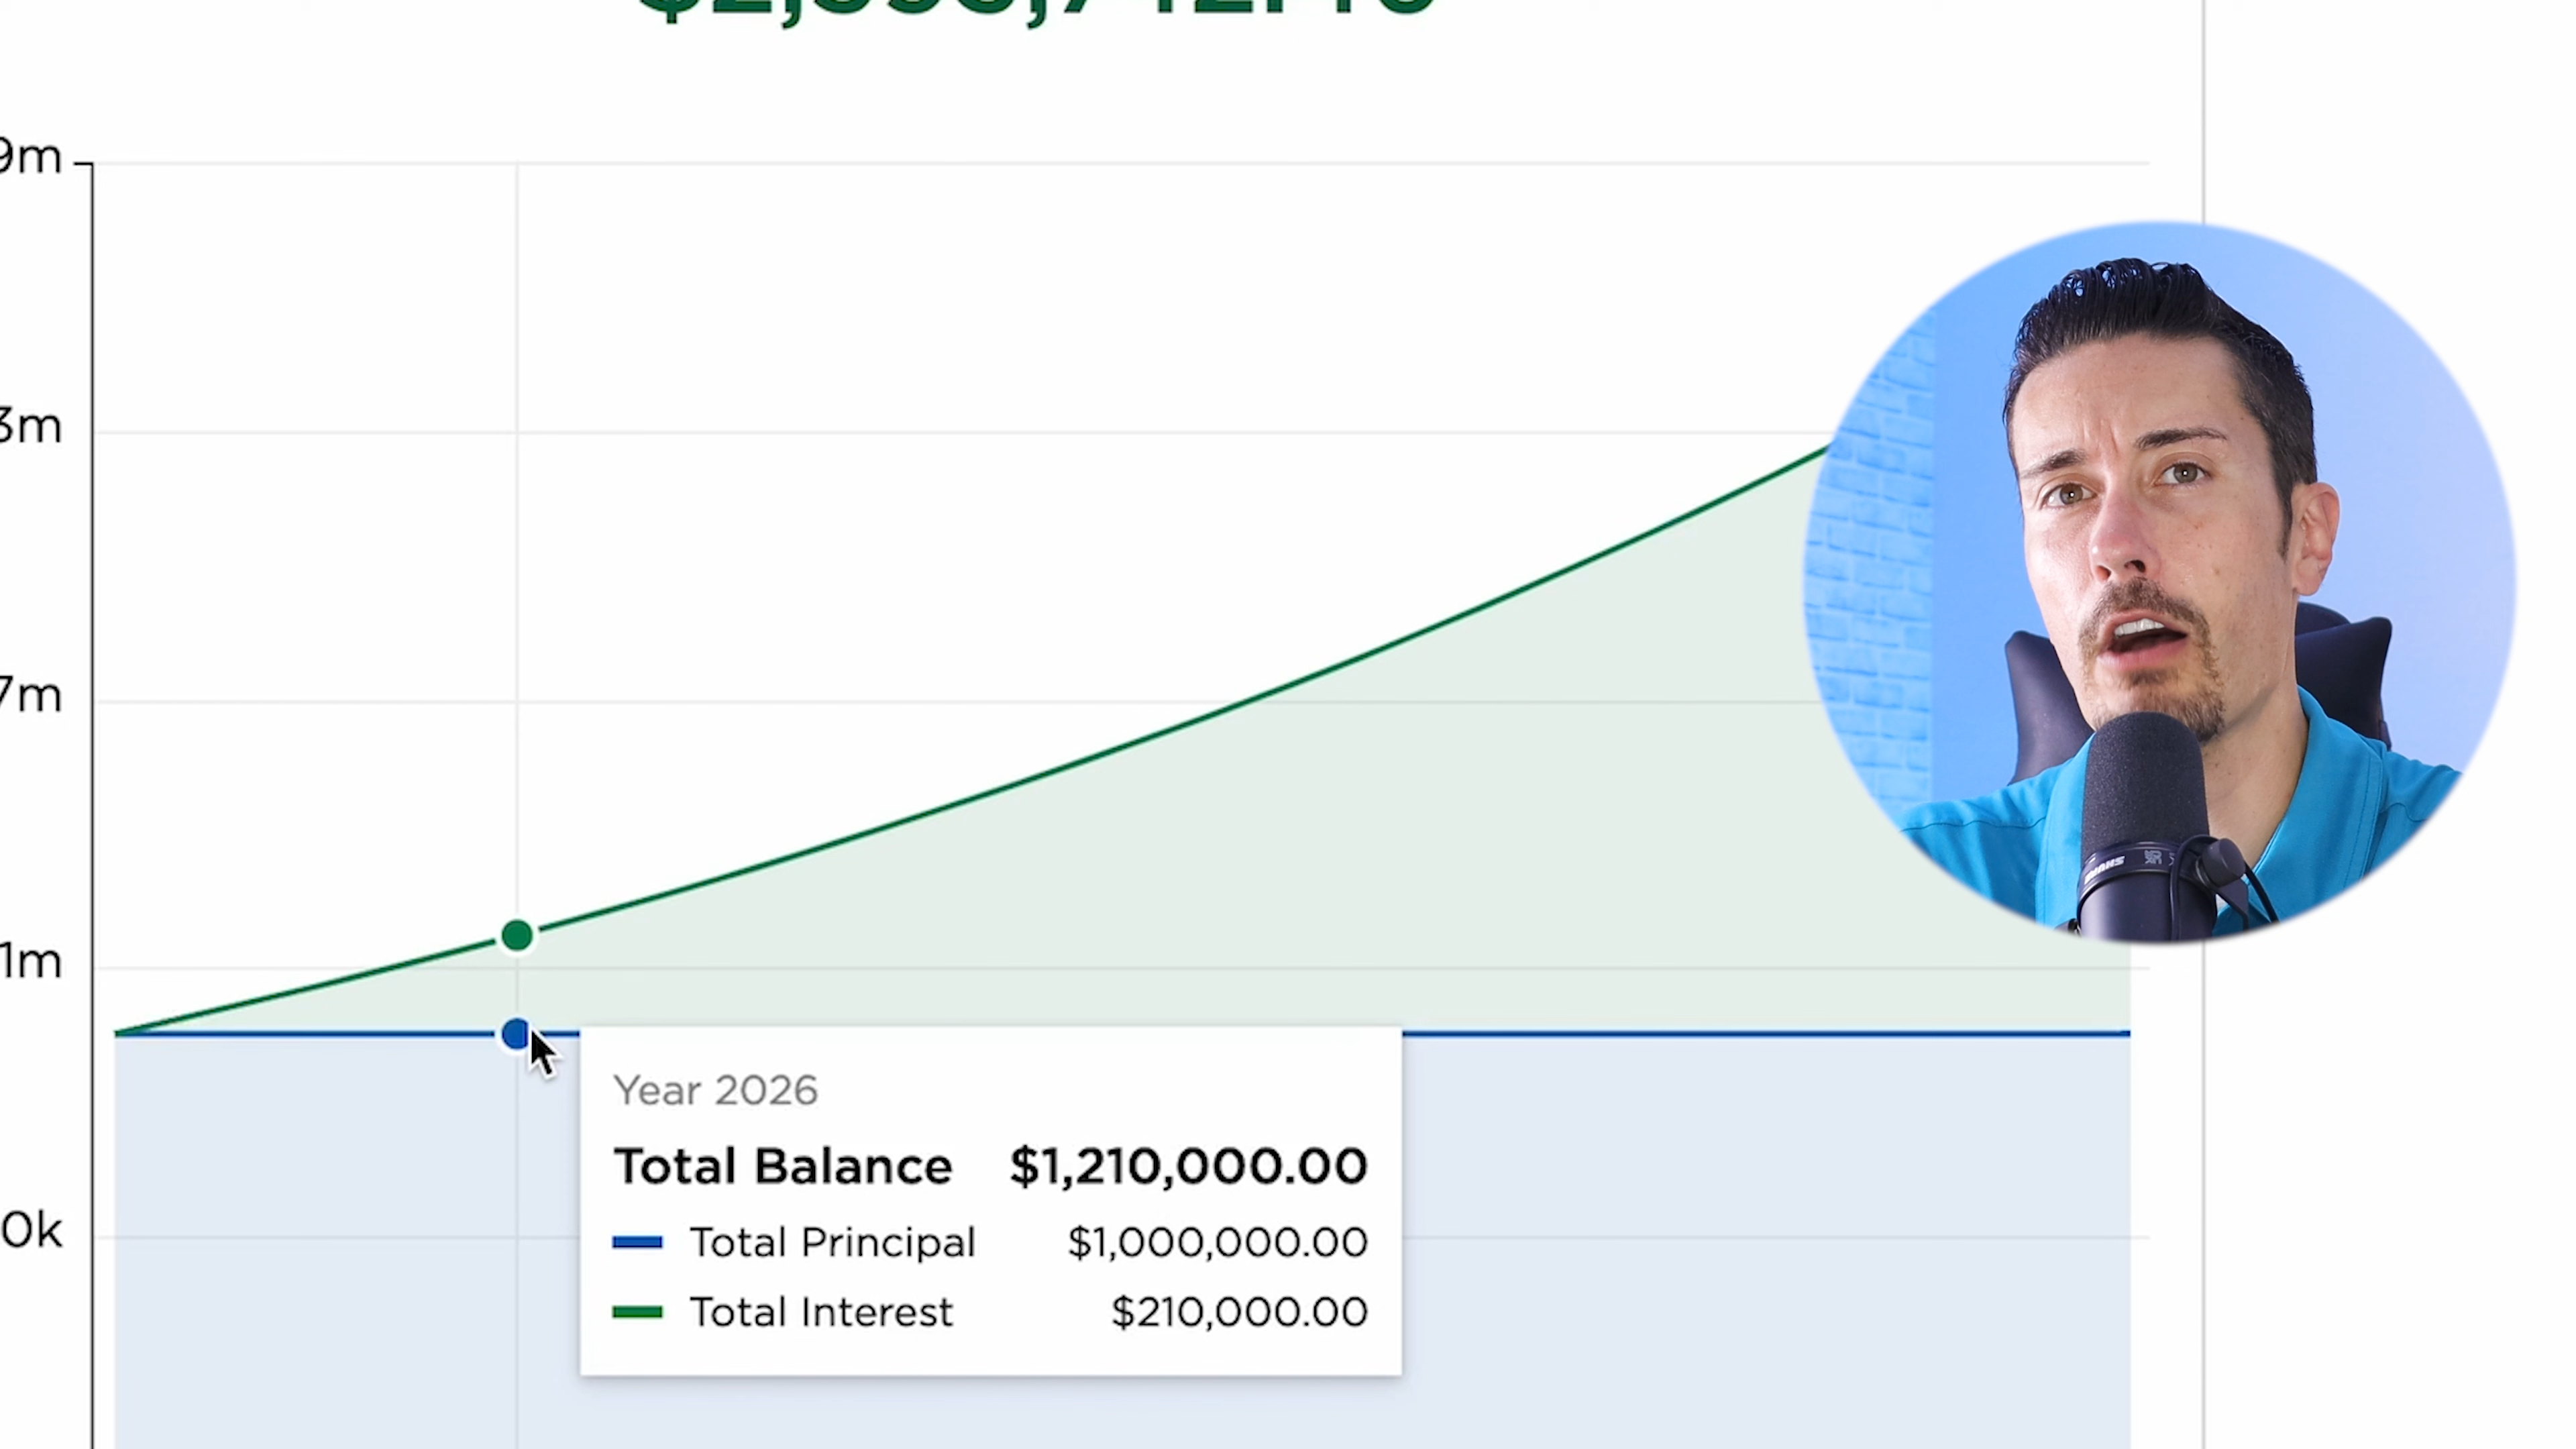 9m
3m
7m
1m
0k
Year 2026
Total Balance $1,210,000.00
Total Principal $1,000,000.00
Total Interest $210,000.00